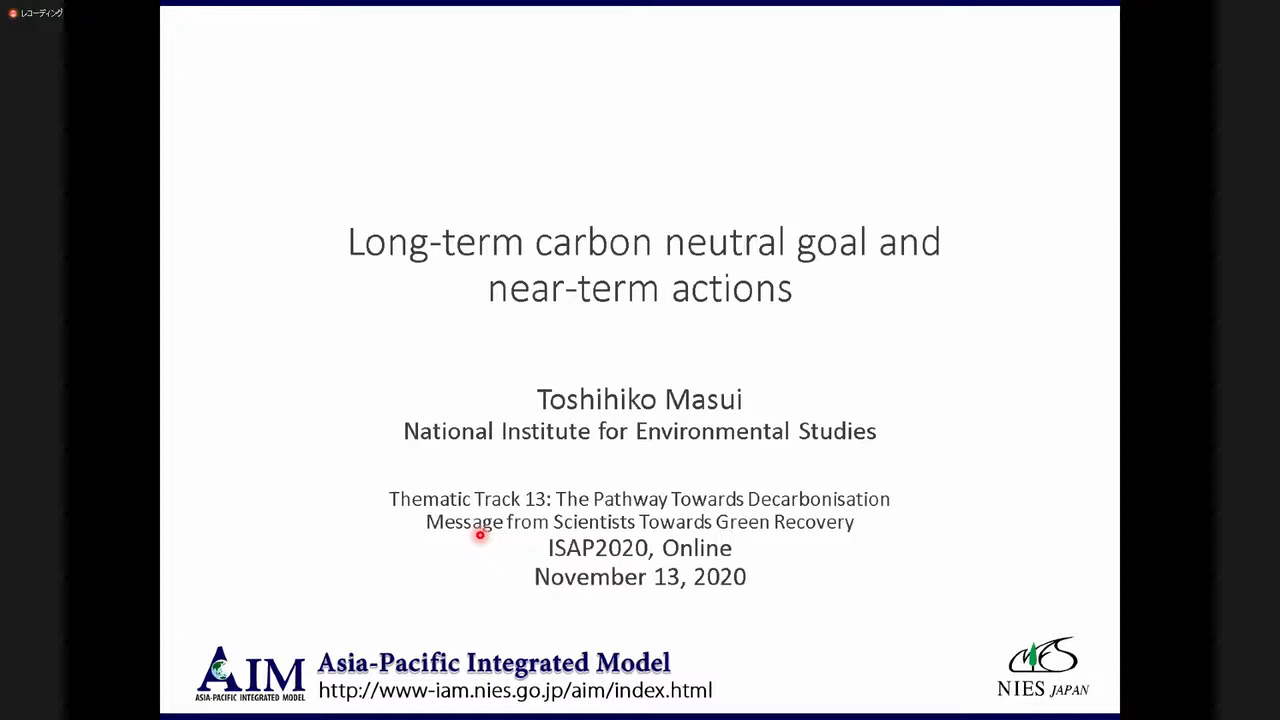 レコーディング
Long-term carbon neutral goal and
near-term actions
Toshihiko Masui
National Institute for Environmental Studies
Thematic Track 13: The Pathway Towards Decarbonisation
Message from Scientists Towards Green Recovery
ISAP2020, Online
November 13, 2020
AIM
ASIA-PACIFIC INTEGRATED MODEL
Asia-Pacific Integrated Model
http://www-iam.nies.go.jp/aim/index.html
NIES JAPAN